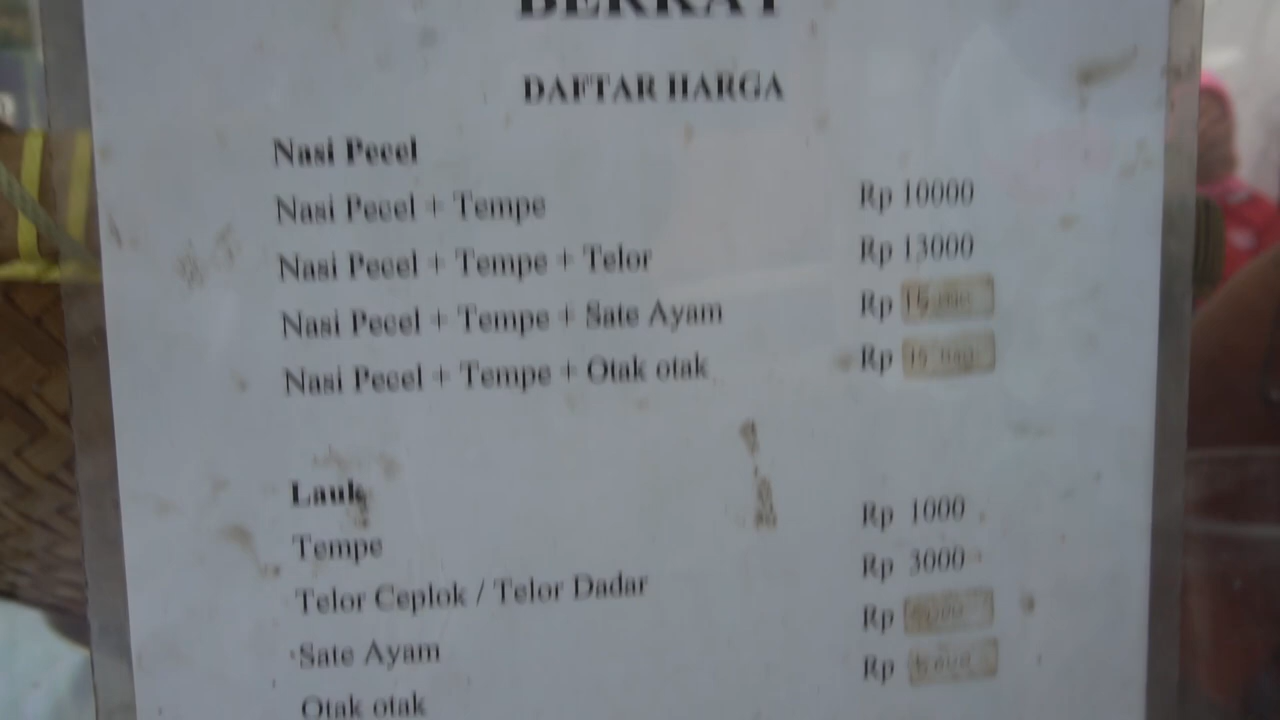 BERKAT
DAFTAR HARGA
Nasi Pecel
Nasi Pecel + Tempe Rp 10000
Nasi Pecel + Tempe + Telor Rp 13000
Nasi Pecel + Tempe + Sate Ayam Rp
Nasi Pecel + Tempe + Otak otak Rp
Lauk
Tempe Rp 1000
Telor Ceplok / Telor Dadar Rp 3000
Sate Ayam Rp
Otak otak Rp